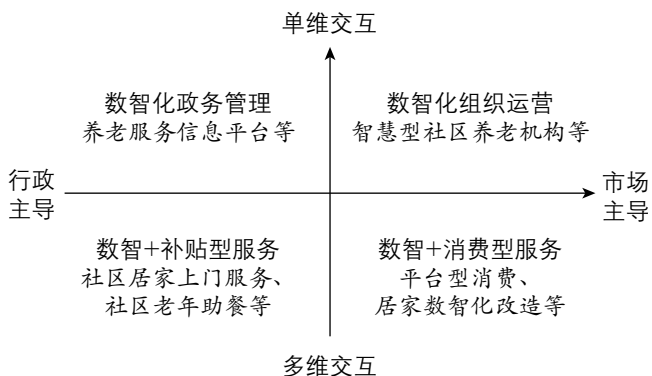 单维交互
数智化政务管理
养老服务信息平台等
数智化组织运营
智慧型社区养老机构等
行政
主导
市场
主导
数智+补贴型服务
社区居家上门服务、
社区老年助餐等
数智+消费型服务
平台型消费、
居家数智化改造等
多维交互